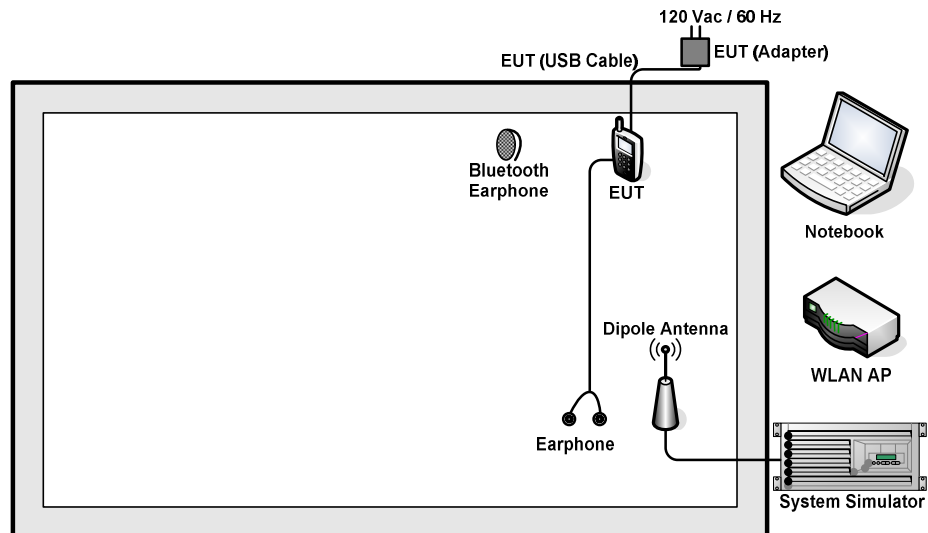 120 Vac / 60 Hz
EUT (Adapter)
EUT (USB Cable)
Bluetooth
Earphone
EUT
Notebook
Dipole Antenna
WLAN AP
Earphone
System Simulator